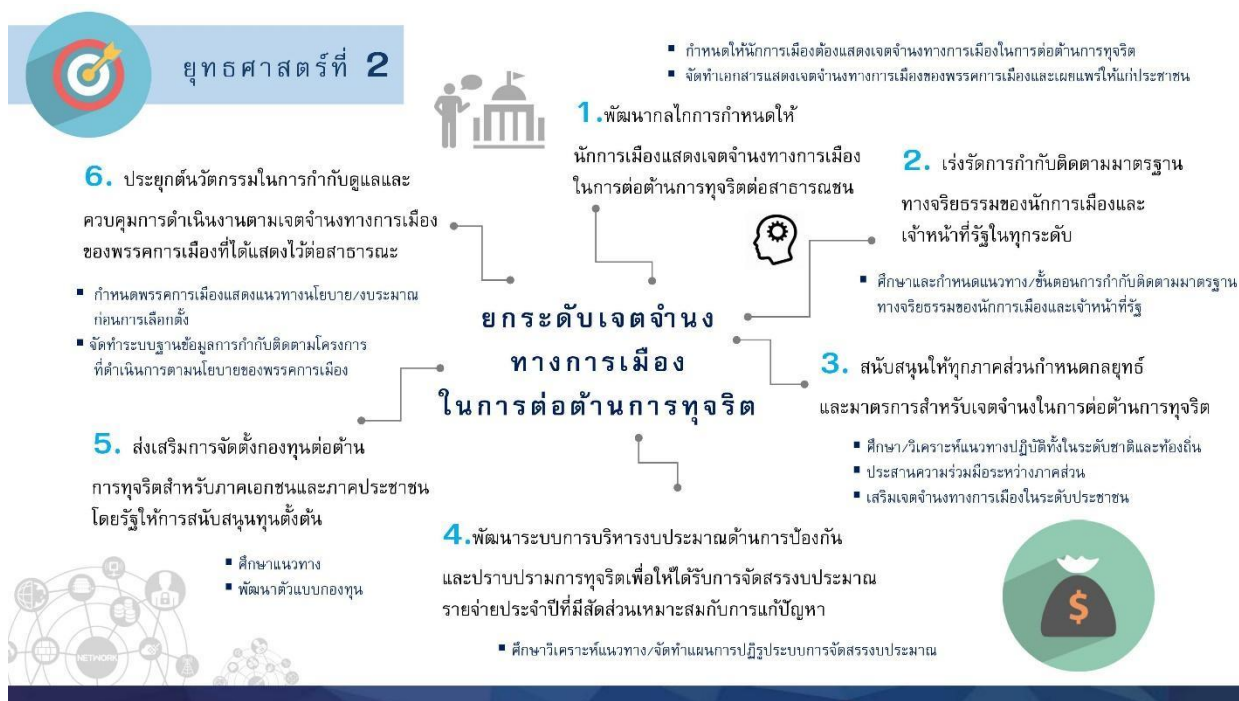 ยุทธศาสตร์ที่ 2
▪ กำหนดให้นักการเมืองต้องแสดงเจตจำนงทางการเมืองในการต่อต้านการทุจริต
▪ จัดทำเอกสารแสดงเจตจำนงทางการเมืองของพรรคการเมืองและเผยแพร่ให้แก่ประชาชน
1.พัฒนากลไกการกำหนดให้
นักการเมืองแสดงเจตจำนงทางการเมือง
ในการต่อต้านการทุจริตต่อสาธารณชน
2. เร่งรัดการกำกับติดตามมาตรฐาน
ทางจริยธรรมของนักการเมืองและ
เจ้าหน้าที่รัฐในทุกระดับ
▪ ศึกษาและกำหนดแนวทาง/ขั้นตอนการกำกับติดตามมาตรฐาน
ทางจริยธรรมของนักการเมืองและเจ้าหน้าที่รัฐ
ยกระดับเจตจำนง
ทางการเมือง
ในการต่อต้านการทุจริต
3. สนับสนุนให้ทุกภาคส่วนกำหนดกลยุทธ์
และมาตรการสำหรับเจตจำนงในการต่อต้านการทุจริต
▪ ศึกษา/วิเคราะห์แนวทางปฏิบัติทั้งในระดับชาติและท้องถิ่น
▪ ประสานความร่วมมือระหว่างภาคส่วน
▪ เสริมเจตจำนงทางการเมืองในระดับประชาชน
4.พัฒนาระบบการบริหารงบประมาณด้านการป้องกัน
และปราบปรามการทุจริตเพื่อให้ได้รับการจัดสรรงบประมาณ
รายจ่ายประจำปีที่มีสัดส่วนเหมาะสมกับการแก้ปัญหา
▪ ศึกษาวิเคราะห์แนวทาง/จัดทำแผนการปฏิรูประบบการจัดสรรงบประมาณ
5. ส่งเสริมการจัดตั้งกองทุนต่อต้าน
การทุจริตสำหรับภาคเอกชนและภาคประชาชน
โดยรัฐให้การสนับสนุนทุนตั้งต้น
▪ ศึกษาแนวทาง
▪ พัฒนาตัวแบบกองทุน
6. ประยุกต์นวัตกรรมในการกำกับดูแลและ
ควบคุมการดำเนินงานตามเจตจำนงทางการเมือง
ของพรรคการเมืองที่ได้แสดงไว้ต่อสาธารณะ
▪ กำหนดพรรคการเมืองแสดงแนวทางนโยบาย/งบประมาณ
ก่อนการเลือกตั้ง
▪ จัดทำระบบฐานข้อมูลการกำกับติดตามโครงการ
ที่ดำเนินการตามนโยบายของพรรคการเมือง
NETWORK
$